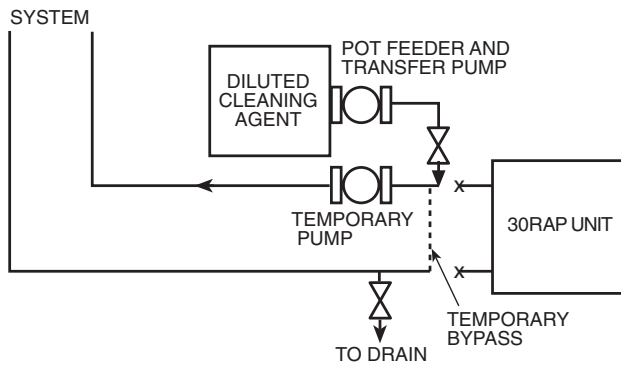 SYSTEM
POT FEEDER AND
TRANSFER PUMP
DILUTED
CLEANING
AGENT
TEMPORARY
PUMP
x
x
30RAP UNIT
TEMPORARY
BYPASS
TO DRAIN